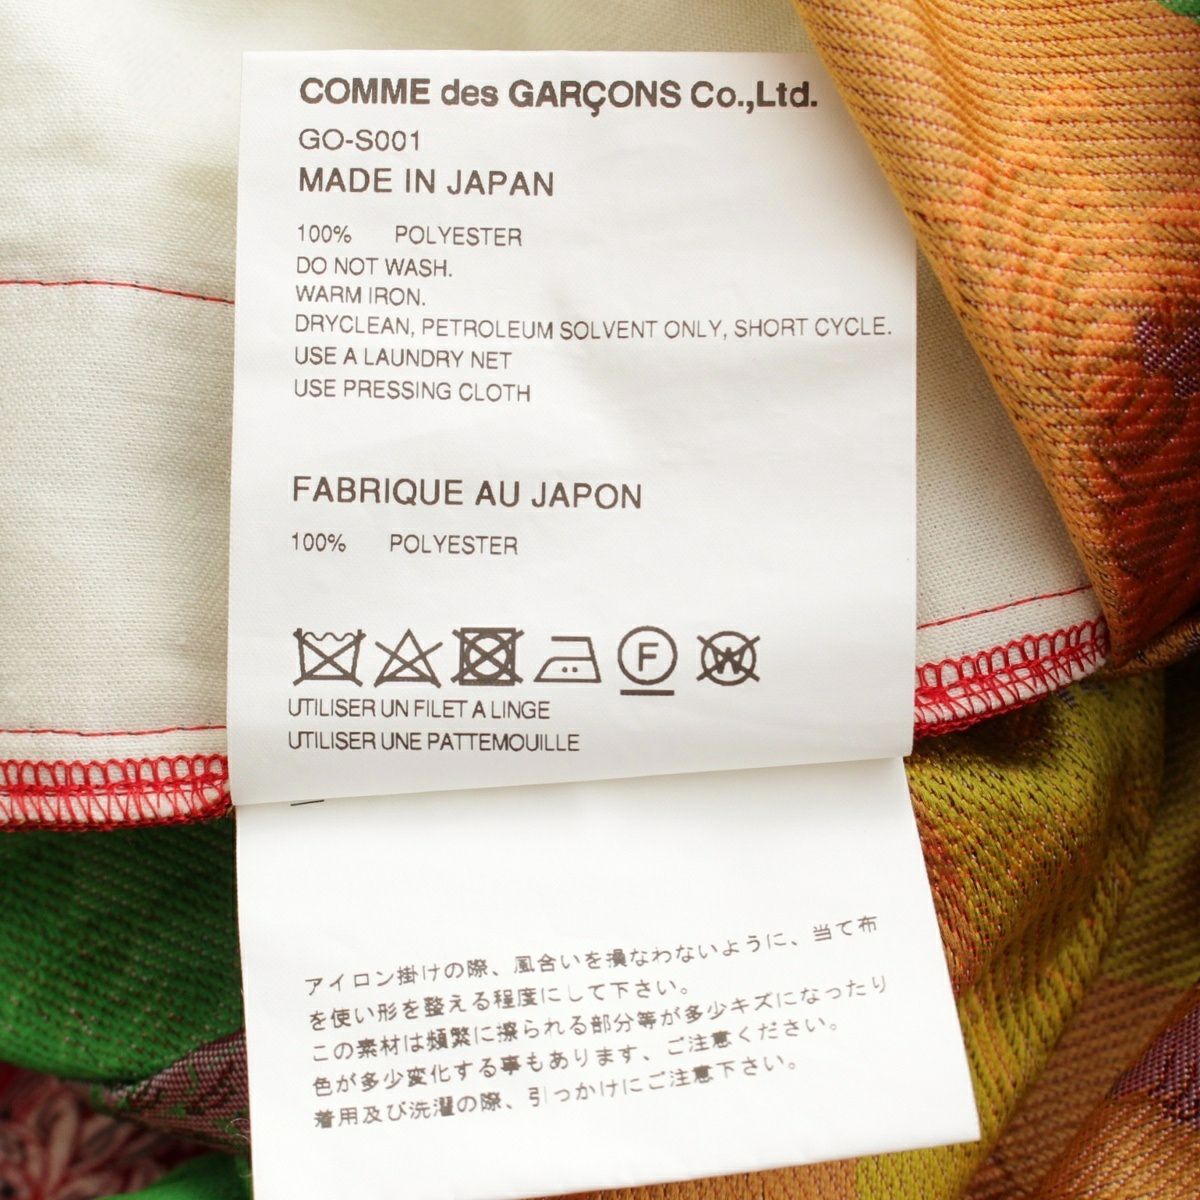 COMME des GARÇONS Co.,Ltd.
GO-S001
MADE IN JAPAN
100% POLYESTER
DO NOT WASH.
WARM IRON.
DRYCLEAN, PETROLEUM SOLVENT ONLY, SHORT CYCLE.
USE A LAUNDRY NET
USE PRESSING CLOTH
FABRIQUE AU JAPON
100% POLYESTER
F W
UTILISER UN FILET A LINGE
UTILISER UNE PATTEMOUILLE
アイロン掛けの際、風合いを損なわないように、当て布
を使い形を整える程度にして下さい。
この素材は頻繁に擦られる部分等が多少キズになったり
色が多少変化する事もあります、ご注意ください。
着用及び洗濯の際、引っかけにご注意下さい。